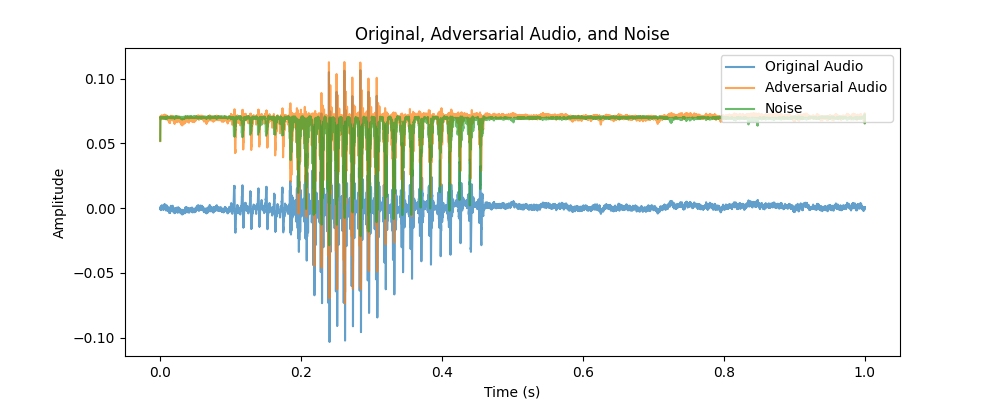 Original, Adversarial Audio, and Noise
Original Audio
Adversarial Audio
Noise
0.10
0.05
0.00
−0.05
−0.10
Amplitude
0.0 0.2 0.4 0.6 0.8 1.0
Time (s)